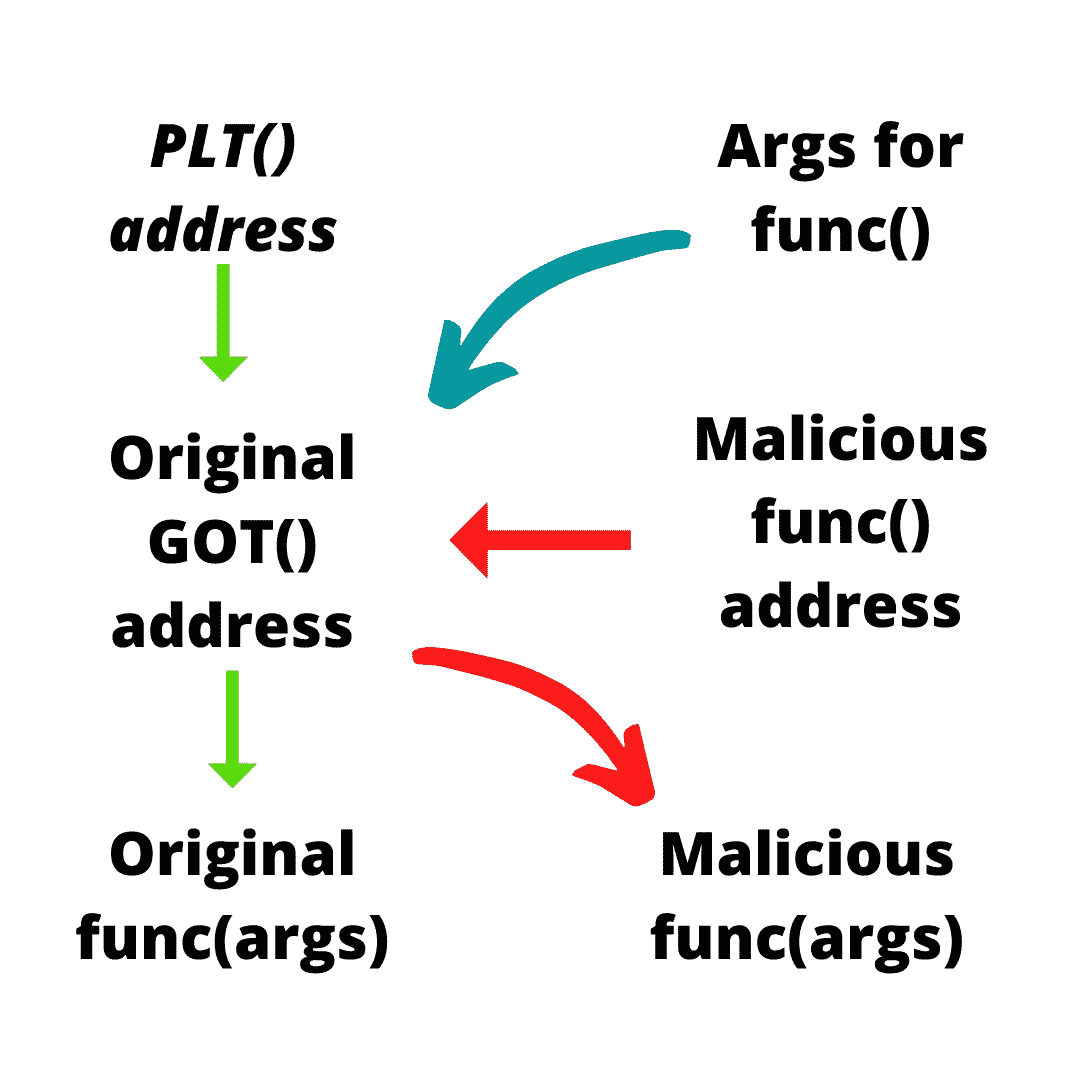 PLT()
address
Args for
func()
Original
GOT()
address
Malicious
func()
address
Original
func(args)
Malicious
func(args)